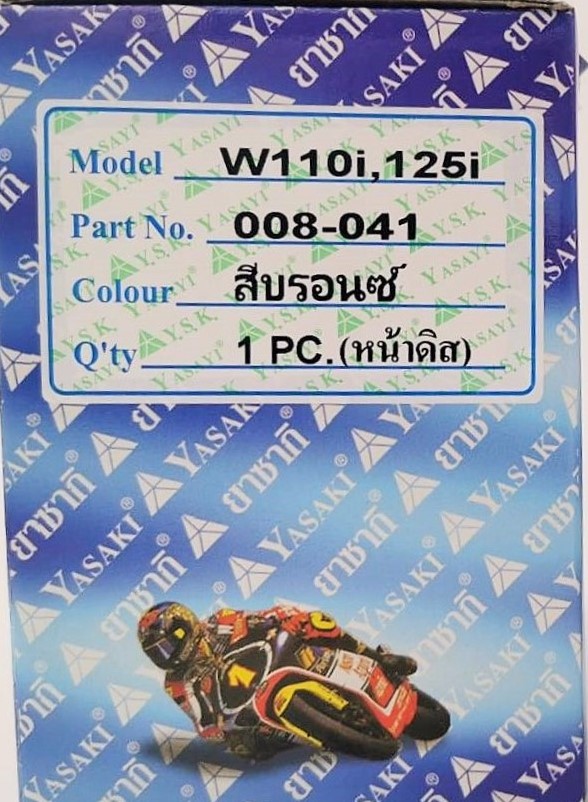 Model W110i,125i
Part No. 008-041
Colour สีบรอนซ์
Q'ty 1 PC.(หน้าดิส)
YASAKI® ยาซากิ®
YASAYI® Y.S.K.